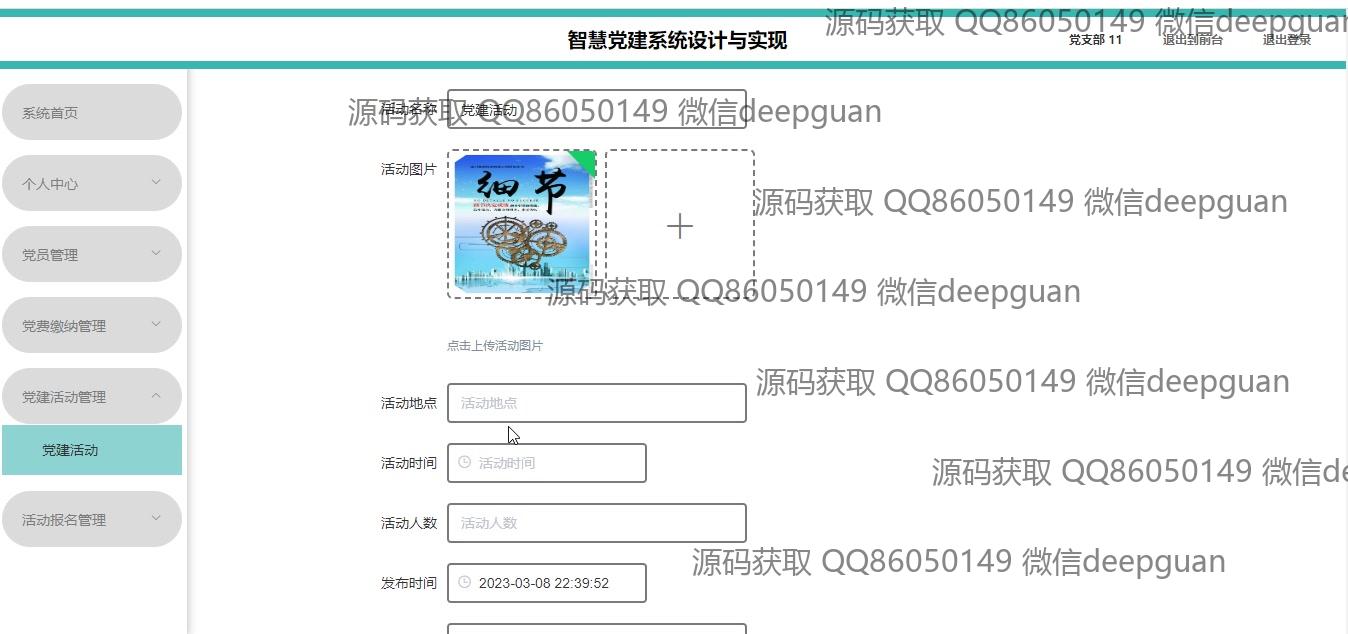 源码获取 QQ86050149 微信deepguan
智慧党建系统设计与实现
党支部 11
退出到前台
退出登录
系统首页
个人中心
党员管理
党费缴纳管理
党建活动管理
党建活动
活动报名管理
活动名称
党建活动
源码获取 QQ86050149 微信deepguan
活动图片
细节
源码获取 QQ86050149 微信deepguan
源码获取 QQ86050149 微信deepguan
点击上传活动图片
源码获取 QQ86050149 微信deepguan
活动地点
活动地点
活动时间
活动时间
源码获取 QQ86050149 微信de
活动人数
活动人数
源码获取 QQ86050149 微信deepguan
发布时间
2023-03-08 22:39:52